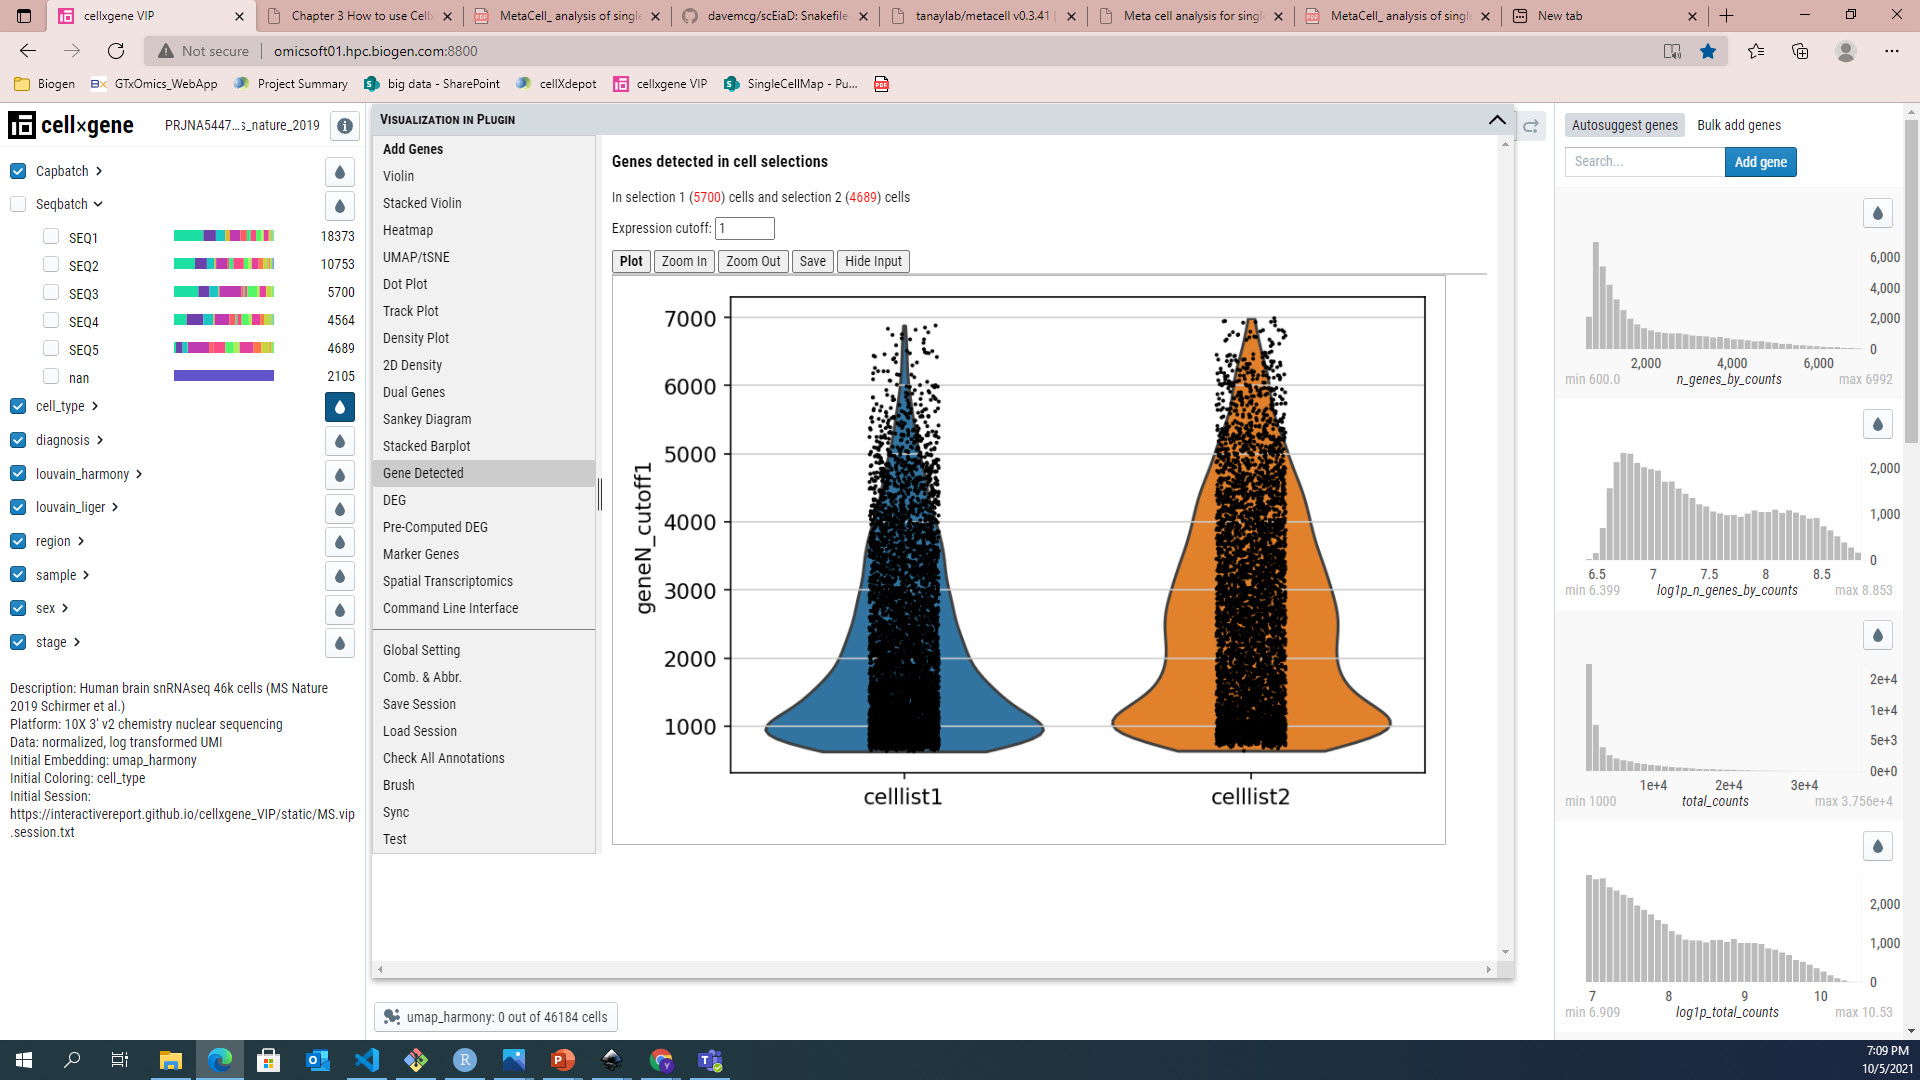 cellxgene VIP
Chapter 3 How to use Cell
MetaCell_ analysis of single
davemcg/scEiaD: Snakefile
tanaylab/metacell v0.3.41
Meta cell analysis for single
MetaCell_ analysis of single
New tab
Not secure
omicsoft01.hpc.biogen.com:8800
Biogen
GTxOmics_WebApp
Project Summary
big data - SharePoint
cellXdepot
cellxgene VIP
SingleCellMap - Pu...
cell×gene
PRJNA5447...s_nature_2019
Capbatch
Seqbatch
SEQ1 18373
SEQ2 10753
SEQ3 5700
SEQ4 4564
SEQ5 4689
nan 2105
cell_type
diagnosis
louvain_harmony
louvain_liger
region
sample
sex
stage
Description: Human brain snRNAseq 46k cells (MS Nature
2019 Schirmer et al.)
Platform: 10X 3' v2 chemistry nuclear sequencing
Data: normalized, log transformed UMI
Initial Embedding: umap_harmony
Initial Coloring: cell_type
Initial Session:
https://interactivereport.github.io/cellxgene_VIP/static/MS.vip
.session.txt
Visualization in Plugin
Add Genes
Violin
Stacked Violin
Heatmap
UMAP/tSNE
Dot Plot
Track Plot
Density Plot
2D Density
Dual Genes
Sankey Diagram
Stacked Barplot
Gene Detected
DEG
Pre-Computed DEG
Marker Genes
Spatial Transcriptomics
Command Line Interface
Global Setting
Comb. & Abbr.
Save Session
Load Session
Check All Annotations
Brush
Sync
Test
Genes detected in cell selections
In selection 1 (5700) cells and selection 2 (4689) cells
Expression cutoff: 1
Plot Zoom In Zoom Out Save Hide Input
7000
6000
5000
4000
3000
2000
1000
geneN_cutoff1
celllist1 celllist2
umap_harmony: 0 out of 46184 cells
Autosuggest genes Bulk add genes
Search... Add gene
6,000
4,000
2,000
0
2,000 4,000 6,000
min 600.0 n_genes_by_counts max 6992
2,000
1,000
0
6.5 7 7.5 8 8.5
min 6.399 log1p_n_genes_by_counts max 8.853
2e+4
1e+4
5e+3
0e+0
1e+4 2e+4 3e+4
min 1000 total_counts max 3.756e+4
2,000
1,000
0
7 8 9 10
min 6.909 log1p_total_counts max 10.53
7:09 PM
10/5/2021